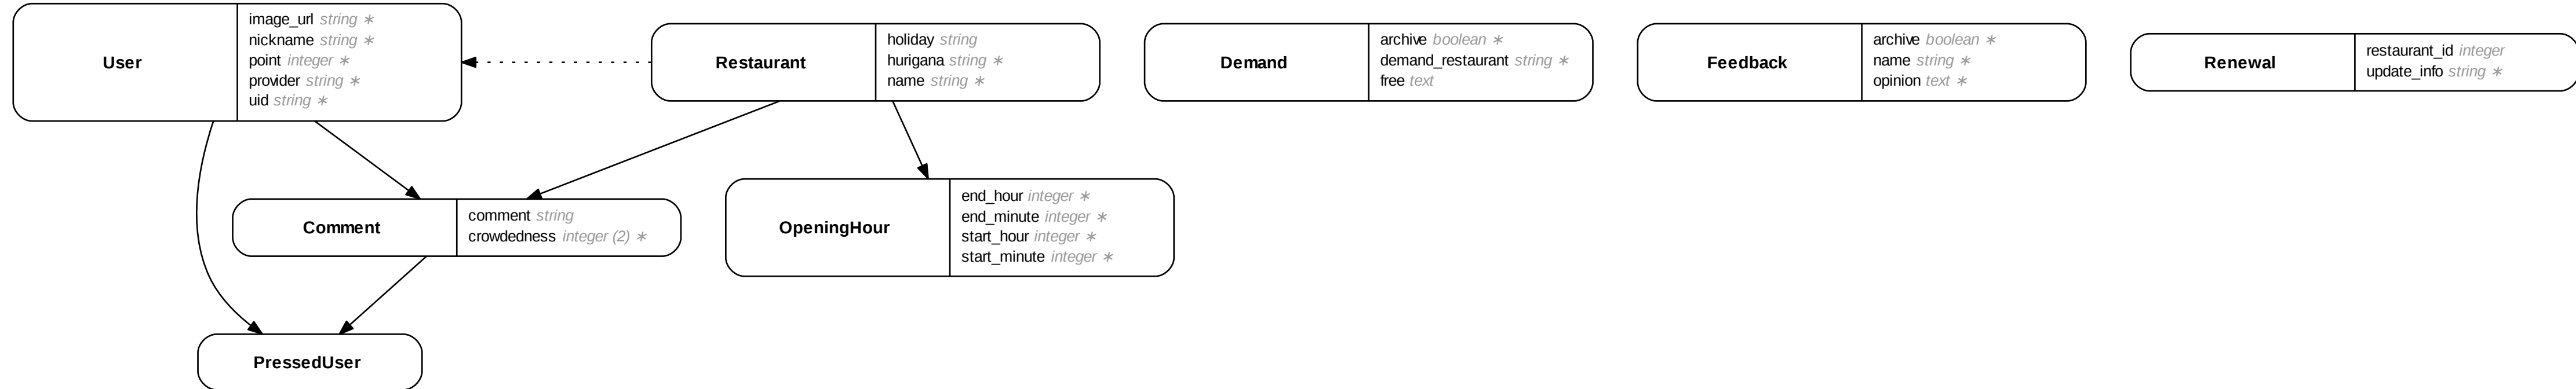 User
image_url string ∗
nickname string ∗
point integer ∗
provider string ∗
uid string ∗
Restaurant
holiday string
hurigana string ∗
name string ∗
Demand
archive boolean ∗
demand_restaurant string ∗
free text
Feedback
archive boolean ∗
name string ∗
opinion text ∗
Renewal
restaurant_id integer
update_info string ∗
Comment
comment string
crowdedness integer (2) ∗
OpeningHour
end_hour integer ∗
end_minute integer ∗
start_hour integer ∗
start_minute integer ∗
PressedUser